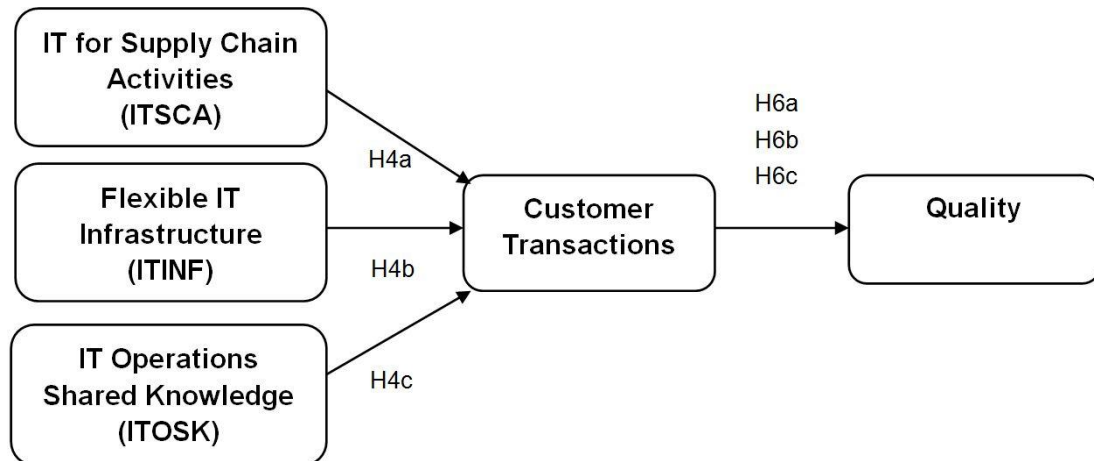 IT for Supply Chain
Activities
(ITSCA)
H4a
Flexible IT
Infrastructure
(ITINF)
H4b
IT Operations
Shared Knowledge
(ITOSK)
H4c
Customer
Transactions
H6a
H6b
H6c
Quality